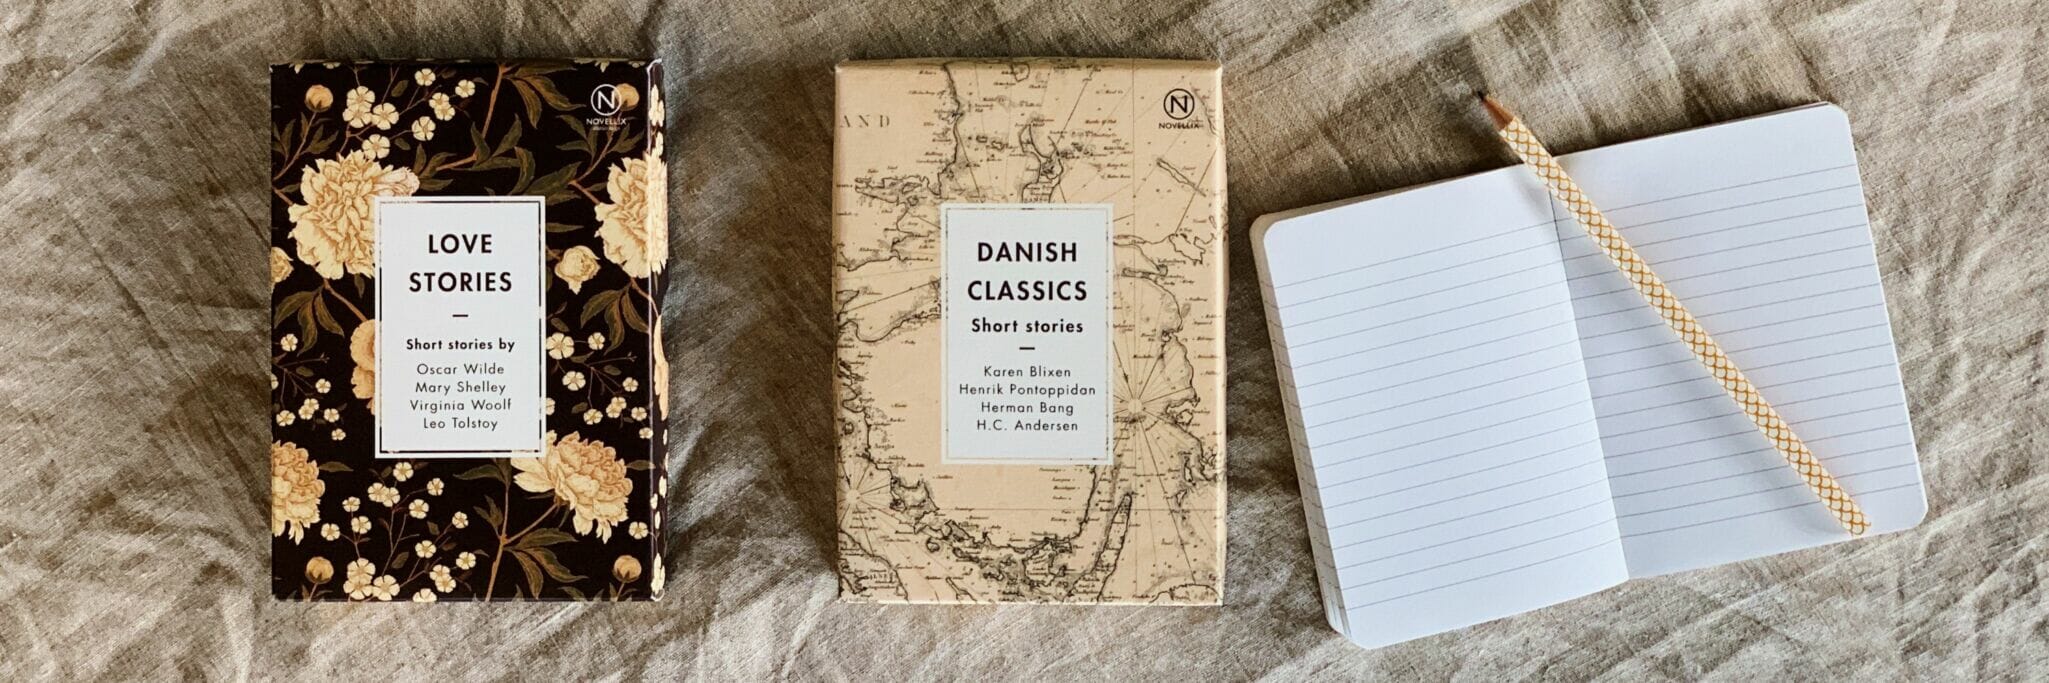 NOVELLIX
LOVE
STORIES
Short stories by
Oscar Wilde
Mary Shelley
Virginia Woolf
Leo Tolstoy
AND
NOVELLIX
DANISH
CLASSICS
Short stories
Karen Blixen
Henrik Pontoppidan
Herman Bang
H.C. Andersen